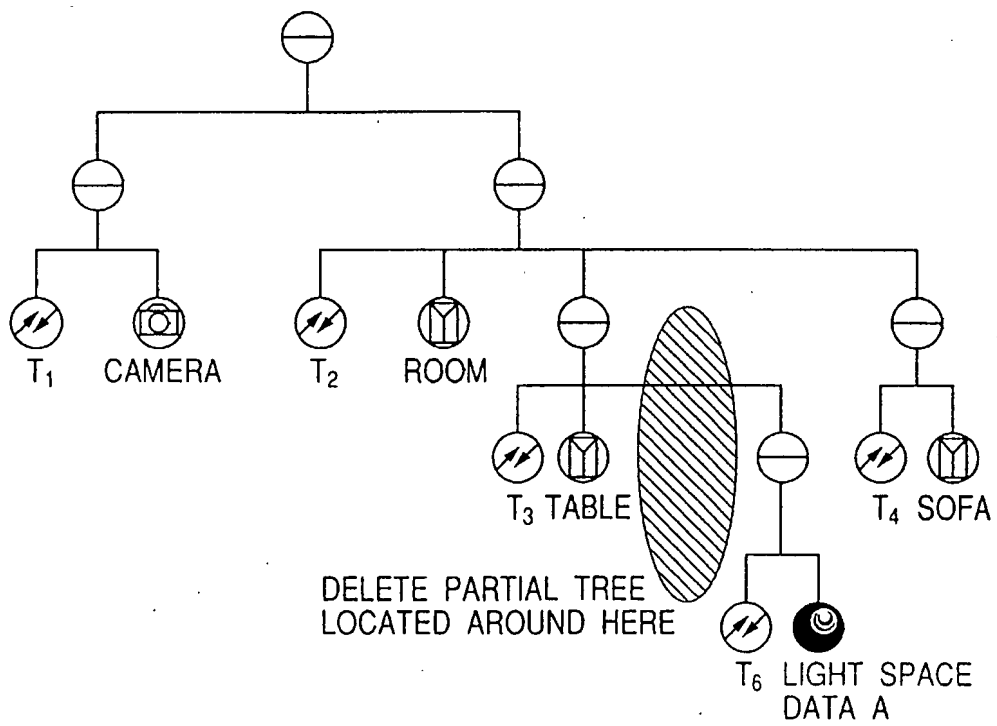 T₁ CAMERA T₂ ROOM
T₃ TABLE T₄ SOFA
DELETE PARTIAL TREE
LOCATED AROUND HERE
T₆ LIGHT SPACE
DATA A